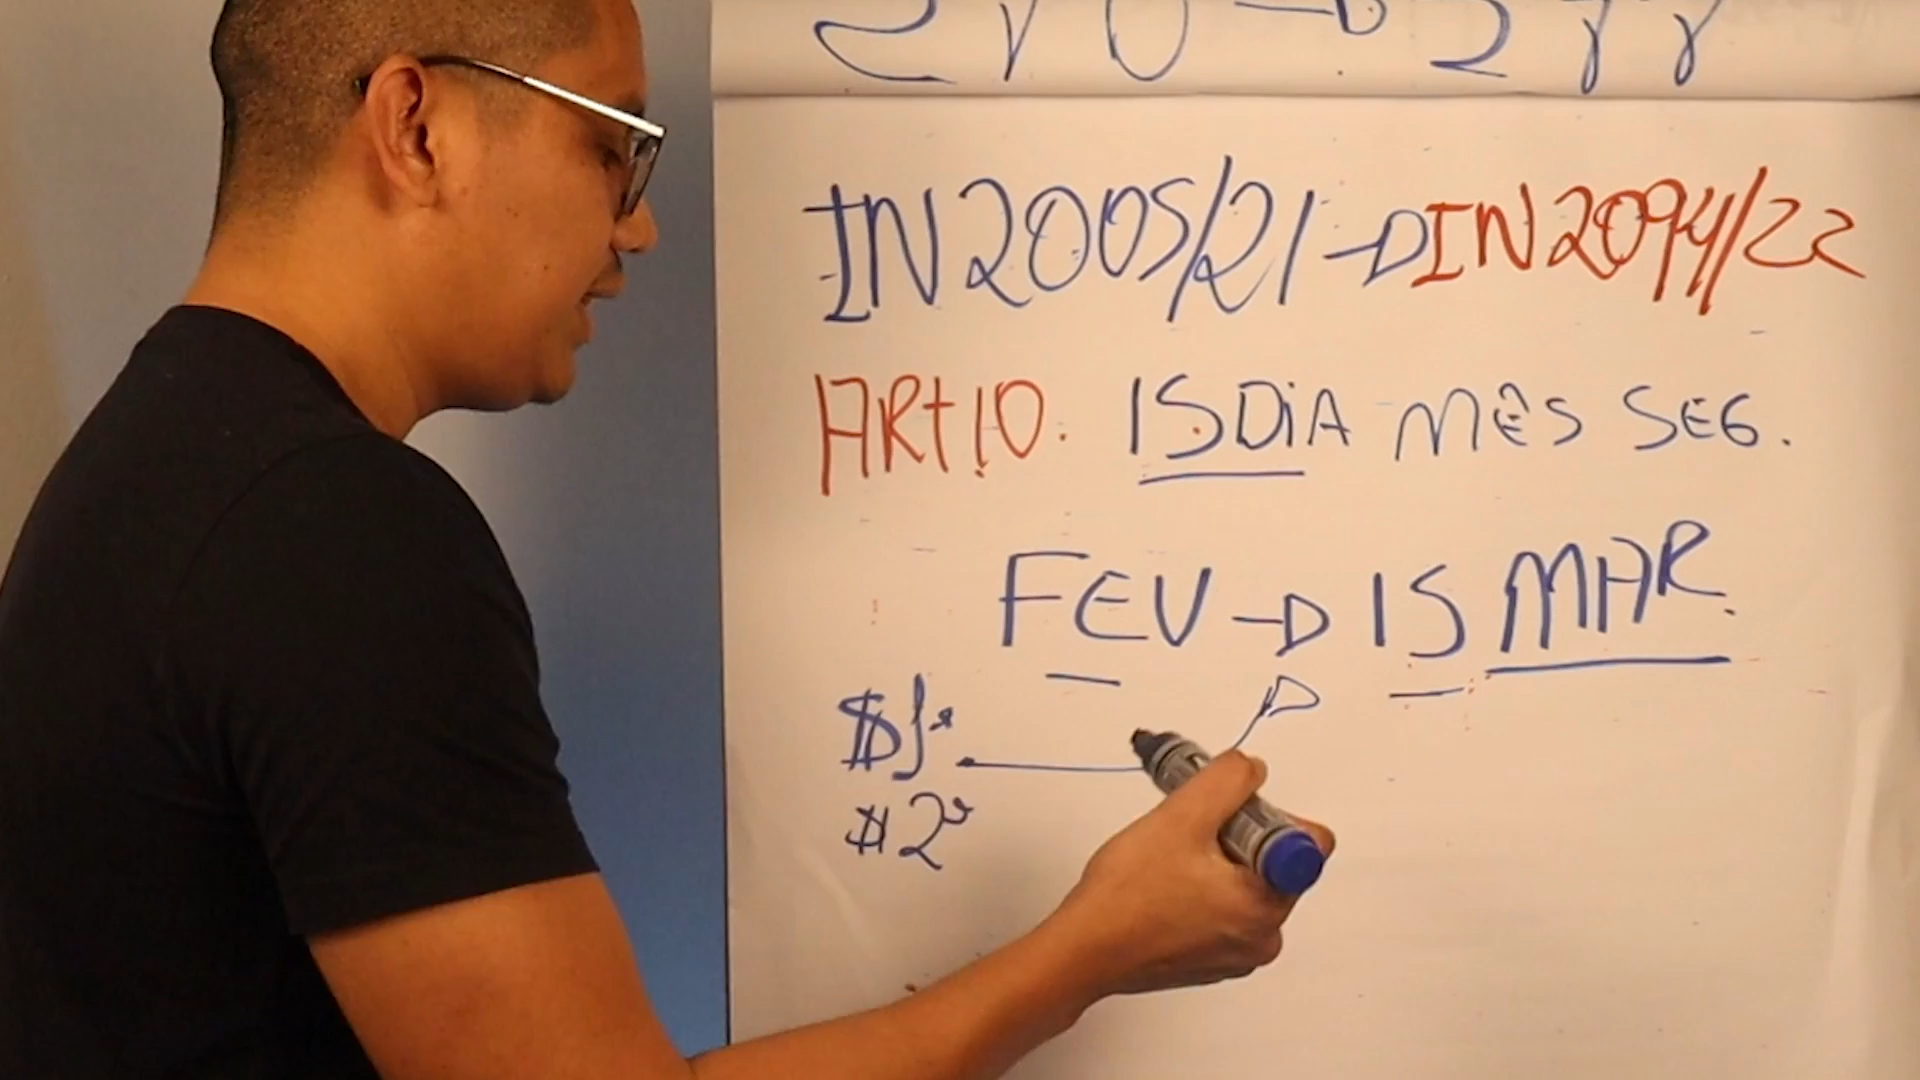 IN 2005/21 → IN 2094/22
ART 10. 15 DIA MÊS SEG.
FEV → 15 MAR.
$ 1ª
$ 2ª